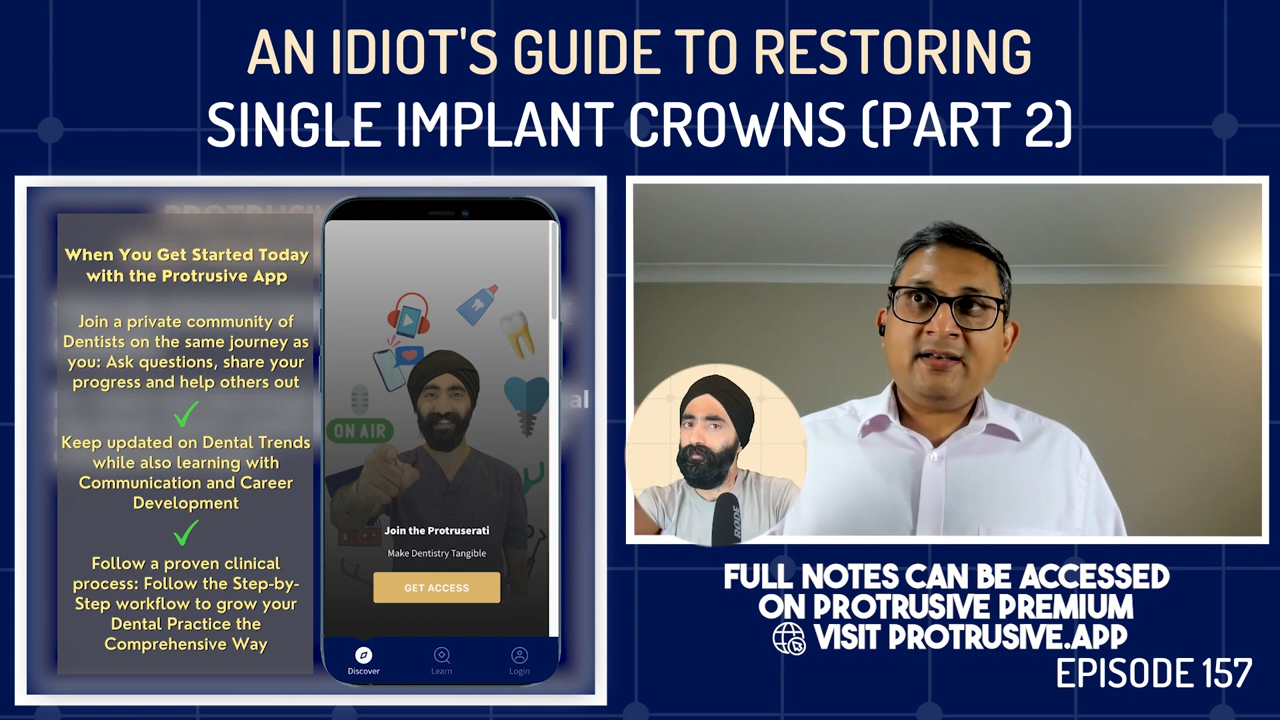 AN IDIOT'S GUIDE TO RESTORING
SINGLE IMPLANT CROWNS (PART 2)
When You Get Started Today
with the Protrusive App
Join a private community of
Dentists on the same journey as
you: Ask questions, share your
progress and help others out
Keep updated on Dental Trends
while also learning with
Communication and Career
Development
Follow a proven clinical
process: Follow the Step-by-
Step workflow to grow your
Dental Practice the
Comprehensive Way
ON AIR
Join the Protruserati
Make Dentistry Tangible
GET ACCESS
Discover
Learn
Login
RODE
FULL NOTES CAN BE ACCESSED
ON PROTRUSIVE PREMIUM
VISIT PROTRUSIVE.APP
EPISODE 157